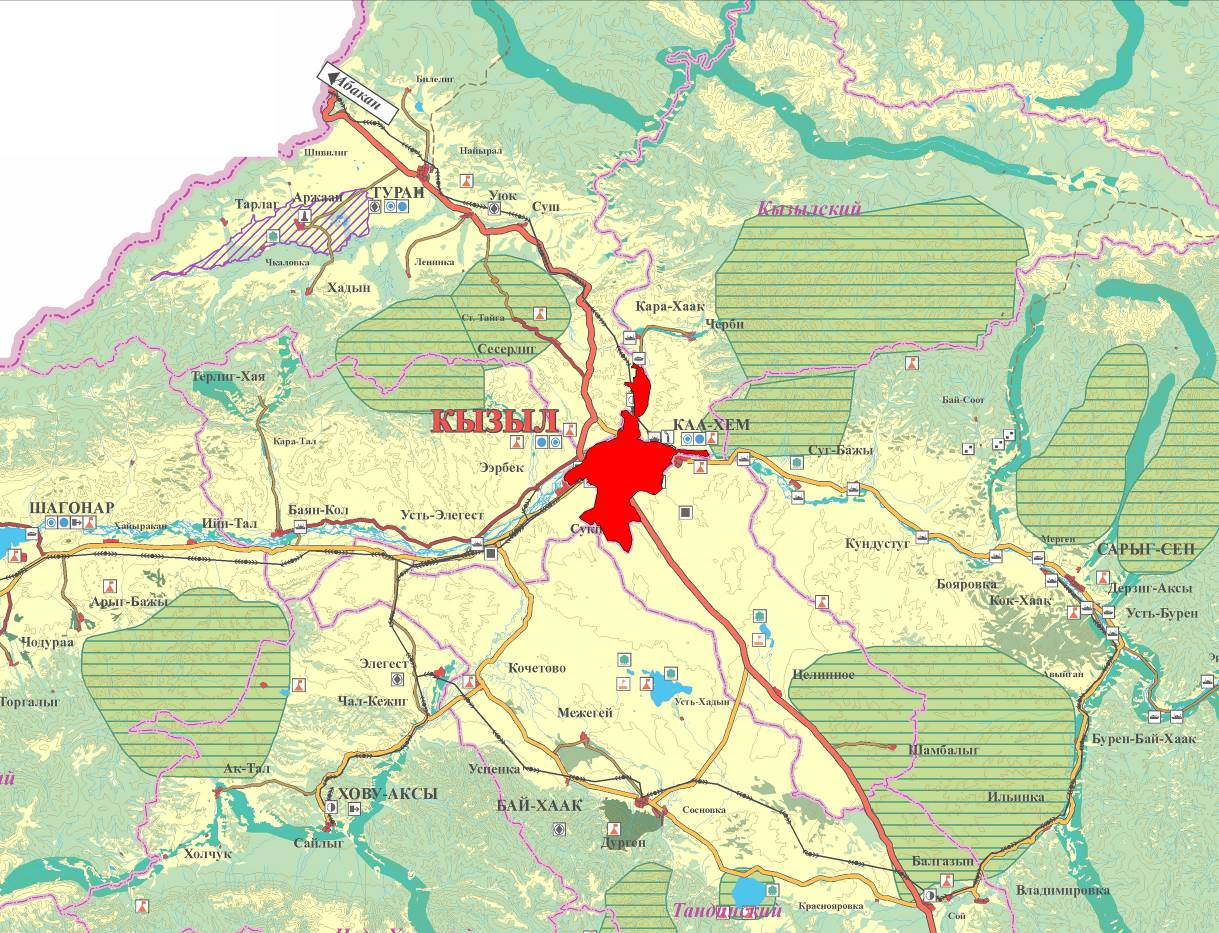 Абакан
Билелиг
Шивилиг
Найырал
Тарлаг
Аржаан
ТУРАН
Уюк
Суш
Кызылский
Чкаловка
Ленинка
Хадын
Кара-Хаак
Черби
Ст. Тайга
Сесерлиг
Терлиг-Хая
Бай-Соот
КЫЗЫЛ
КАА-ХЕМ
Кара-Тал
Суг-Бажы
Ээрбек
ШАГОНАР
Баян-Кол
Усть-Элегест
Хайыракан
Ийи-Тал
Кундустуг
Мерген
САРЫГ-СЕП
Бояровка
Дерзиг-Аксы
Арыг-Бажы
Кок-Хаак
Усть-Бурен
Чодураа
Элегест
Кочетово
Целинное
Авыйган
Торгалыг
Чал-Кежиг
Усть-Хадын
Межегей
Бурен-Бай-Хаак
Шамбалыг
Ак-Тал
Успенка
ХОВУ-АКСЫ
БАЙ-ХААК
Сосновка
Ильинка
Сайлыг
Дурген
Холчук
Балгазын
Владимировка
Тандинский
Краснояровка
Сой